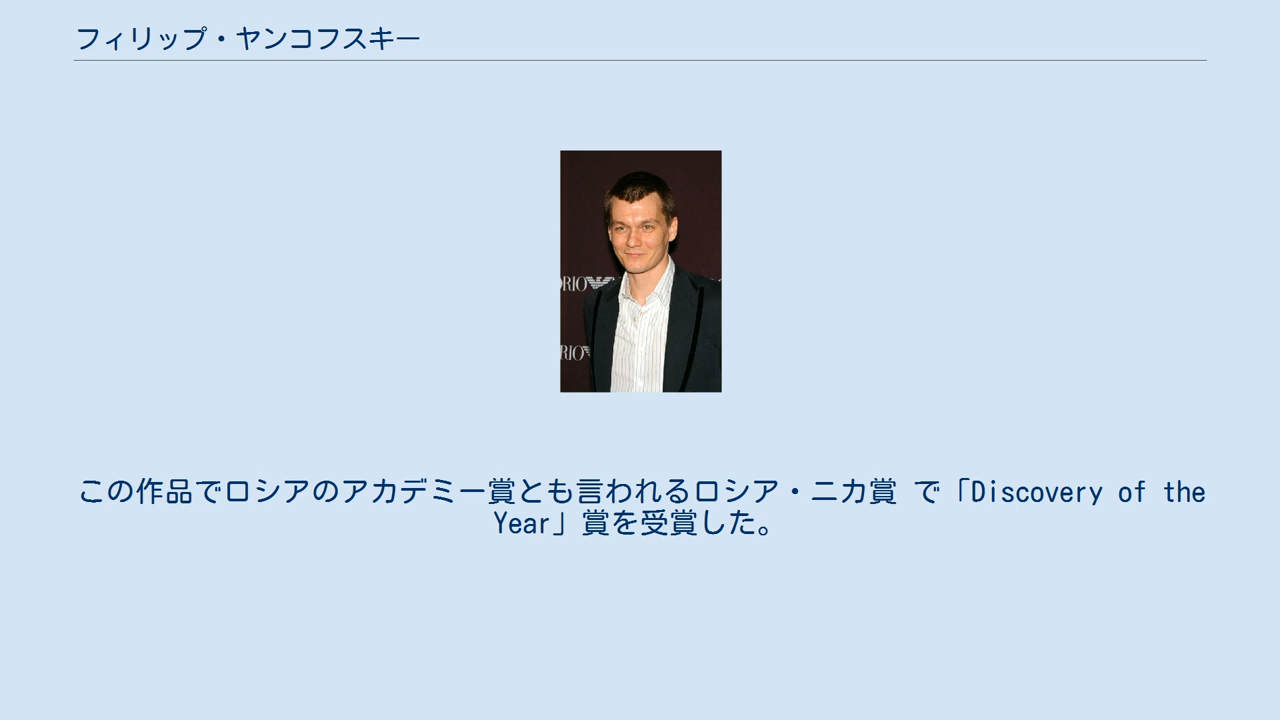 フィリップ・ヤンコフスキー
ORIO
RIO
この作品でロシアのアカデミー賞とも言われるロシア・ニカ賞 で「Discovery of the
Year」賞を受賞した。